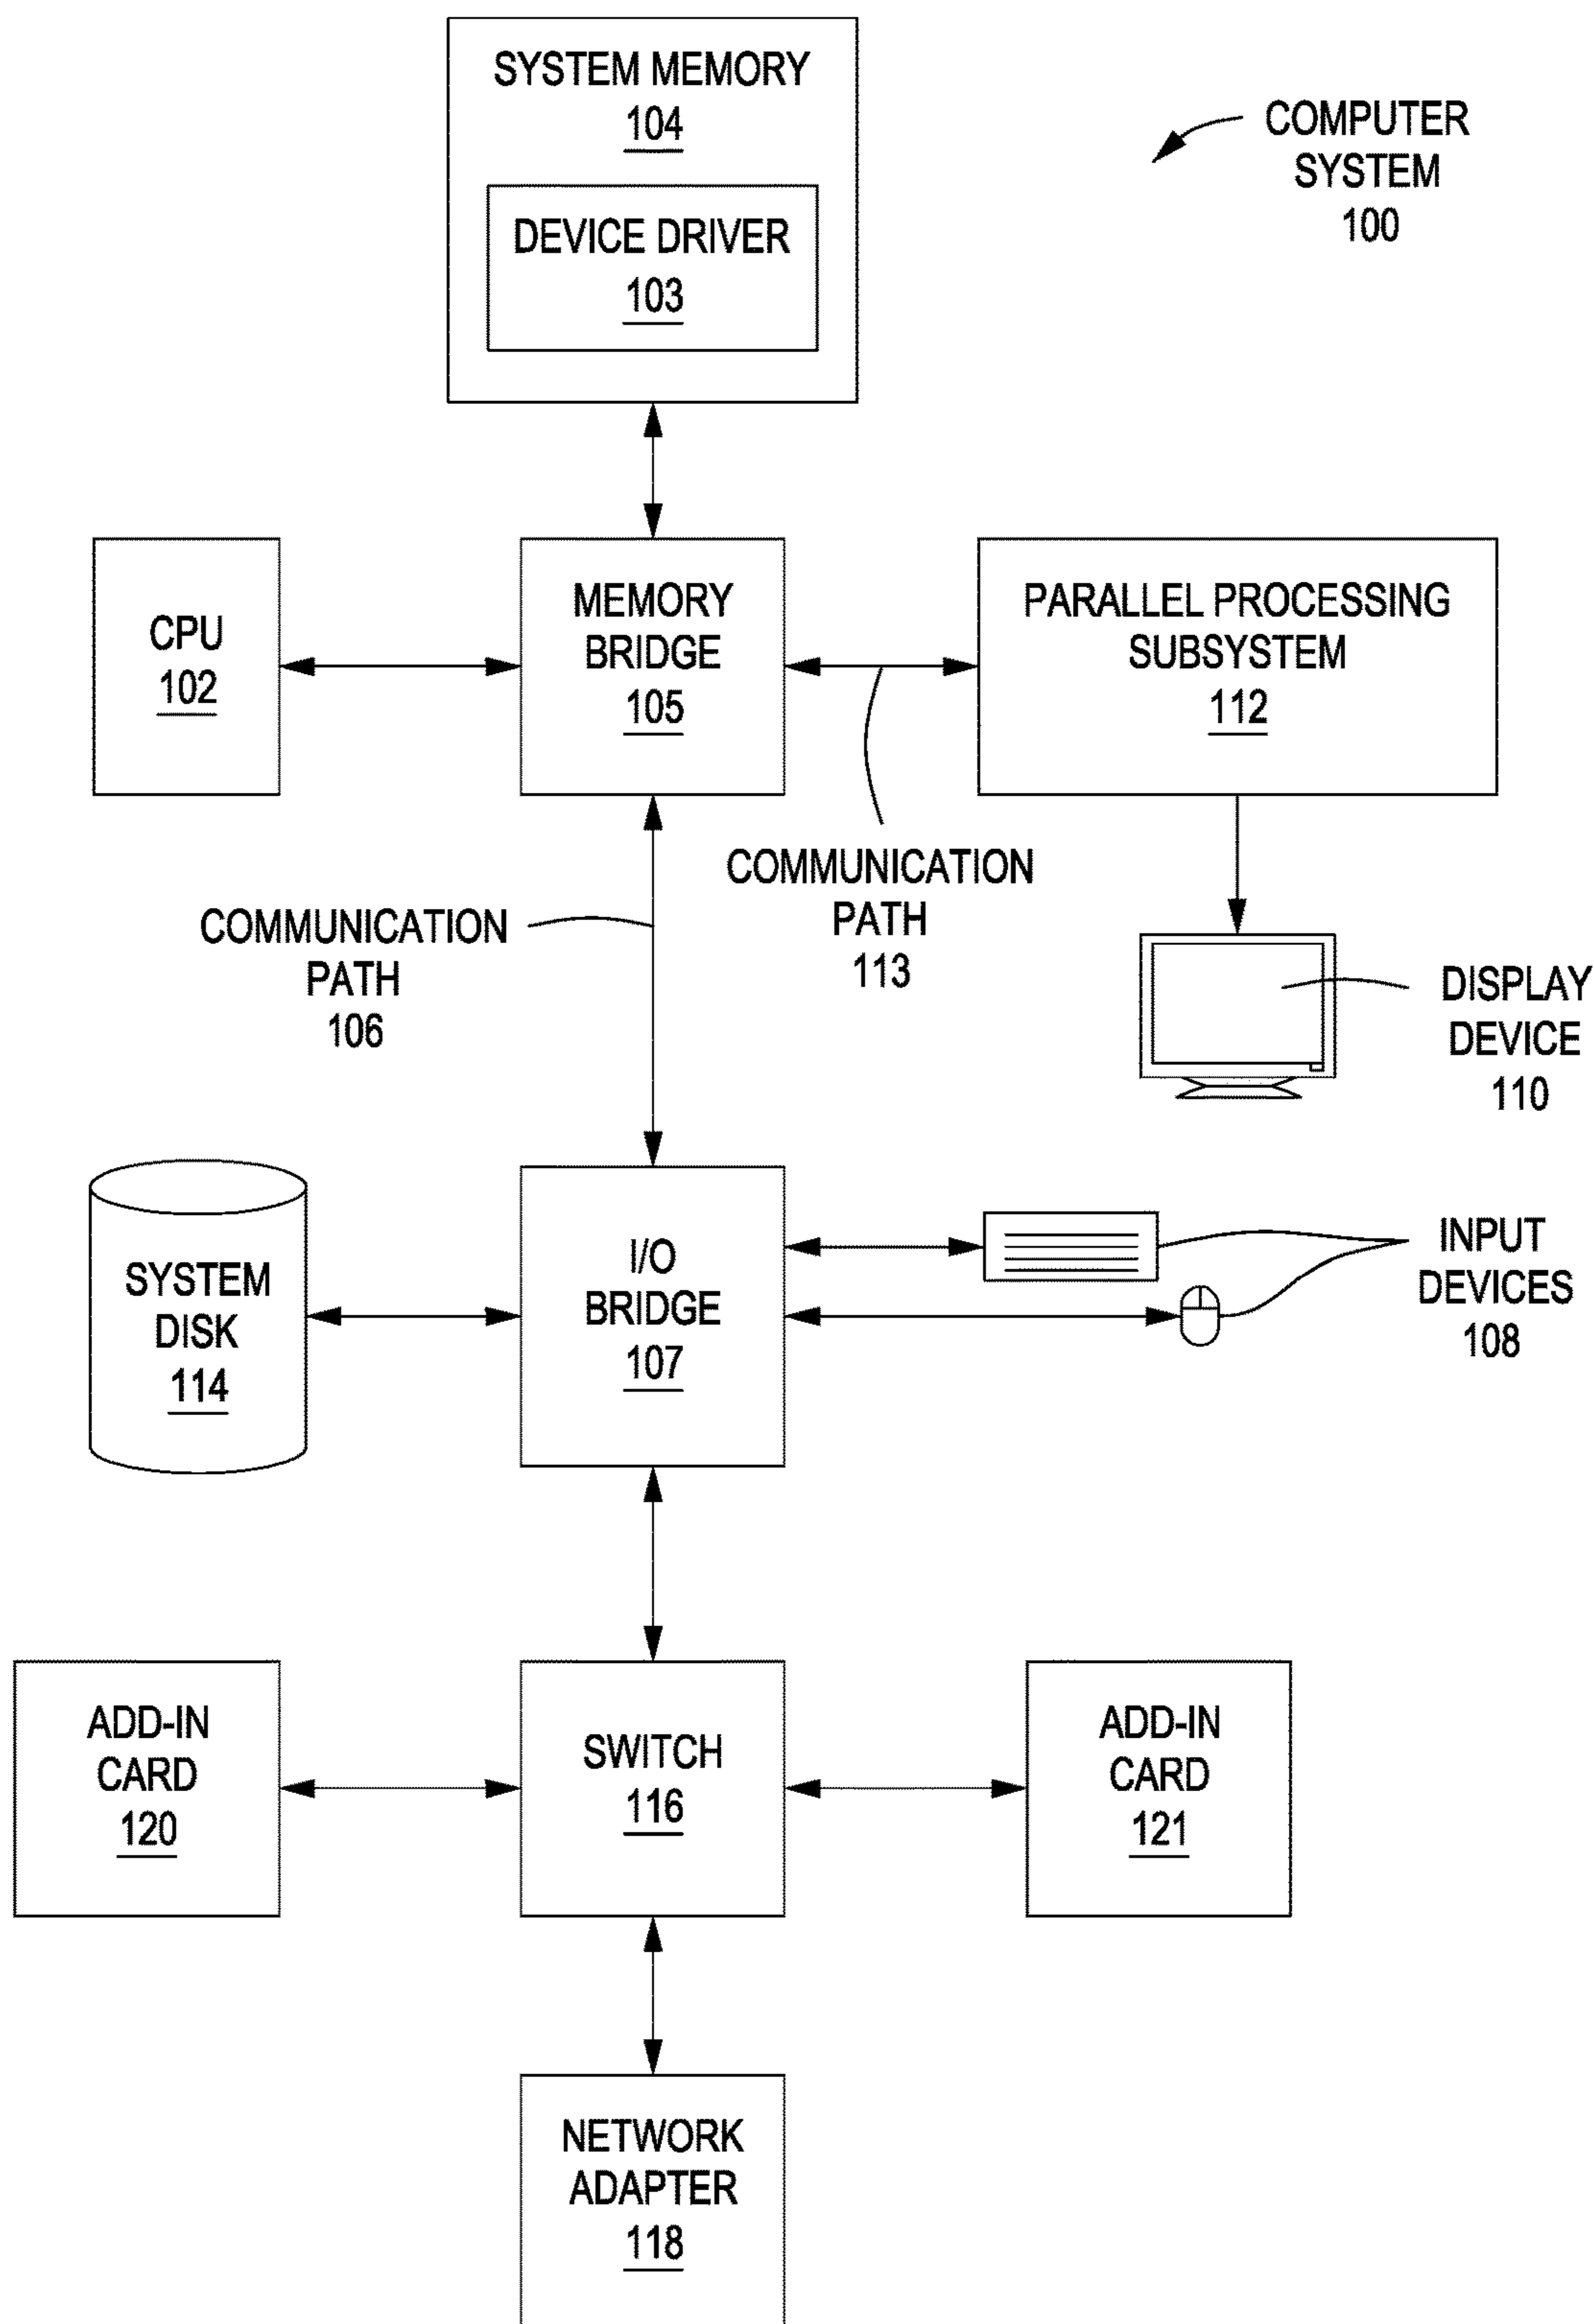 SYSTEM MEMORY
104
DEVICE DRIVER
103
COMPUTER
SYSTEM
100
CPU
102
MEMORY
BRIDGE
105
PARALLEL PROCESSING
SUBSYSTEM
112
COMMUNICATION
PATH
113
COMMUNICATION
PATH
106
DISPLAY
DEVICE
110
SYSTEM
DISK
114
I/O
BRIDGE
107
INPUT
DEVICES
108
ADD-IN
CARD
120
SWITCH
116
ADD-IN
CARD
121
NETWORK
ADAPTER
118